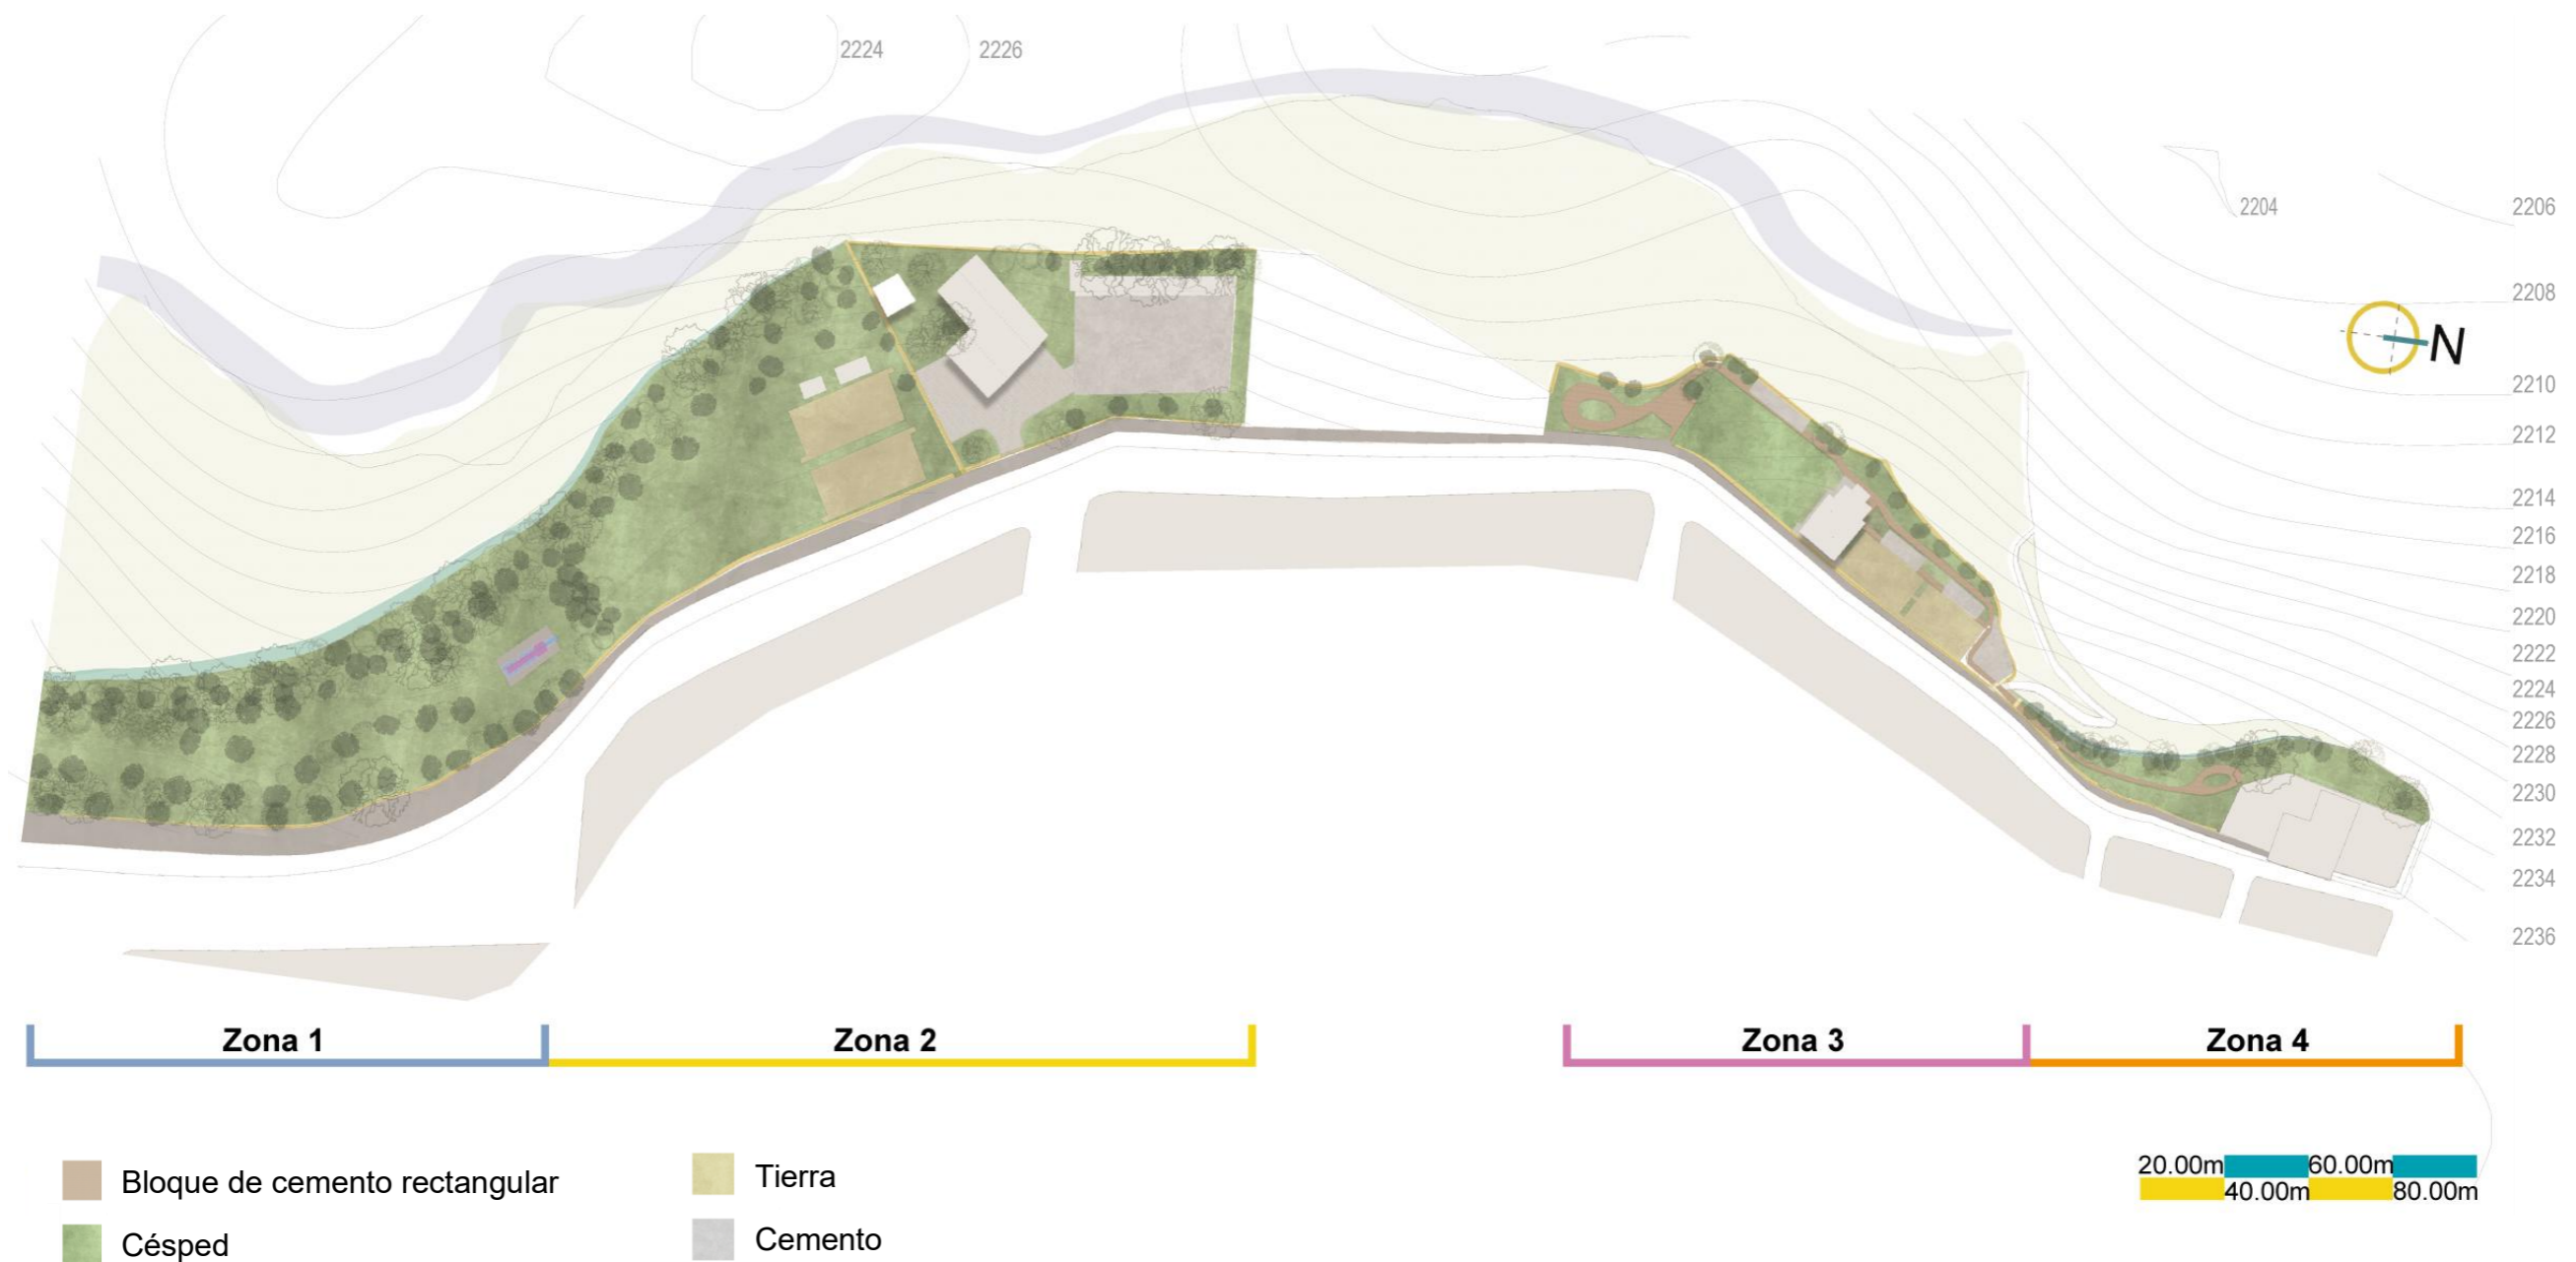 2224
2226
2204
2206
2208
N
2210
2212
2214
2216
2218
2220
2222
2224
2226
2228
2230
2232
2234
2236
Zona 1
Zona 2
Zona 3
Zona 4
Bloque de cemento rectangular
Tierra
20.00m
60.00m
40.00m
80.00m
Césped
Cemento